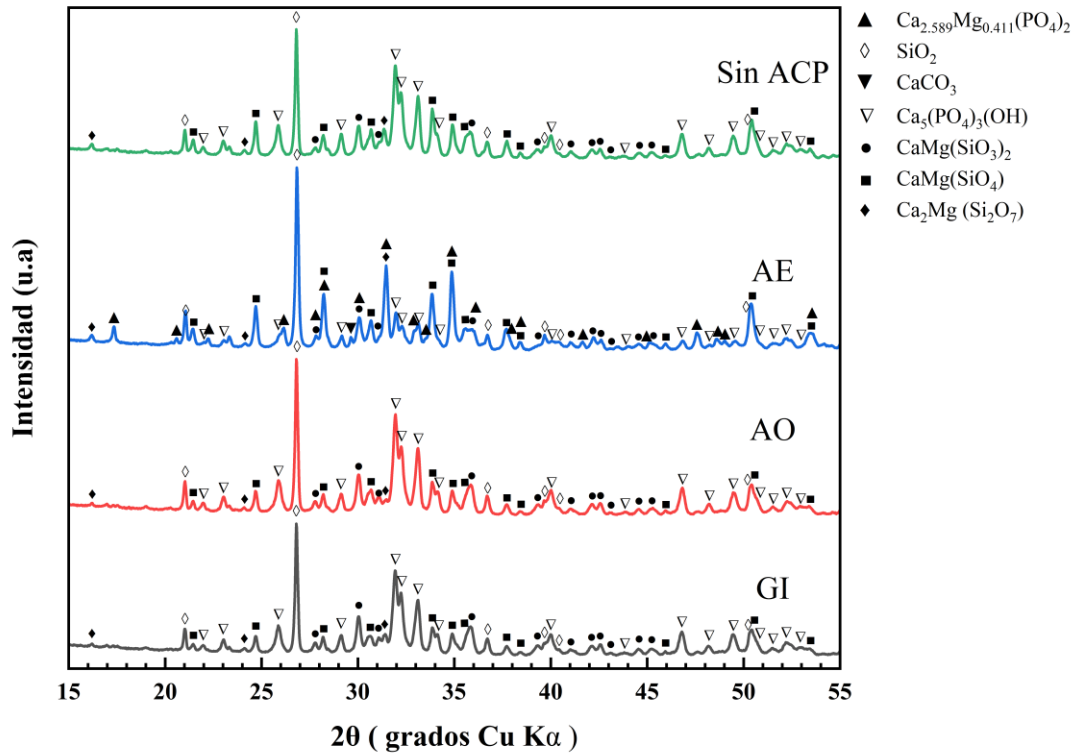 Ca2.589Mg0.411(PO4)2
SiO2
CaCO3
Ca5(PO4)3(OH)
CaMg(SiO3)2
CaMg(SiO4)
Ca2Mg (Si2O7)
Sin ACP
AE
AO
GI
Intensidad (u.a)
15 20 25 30 35 40 45 50 55
2θ ( grados Cu Kα )